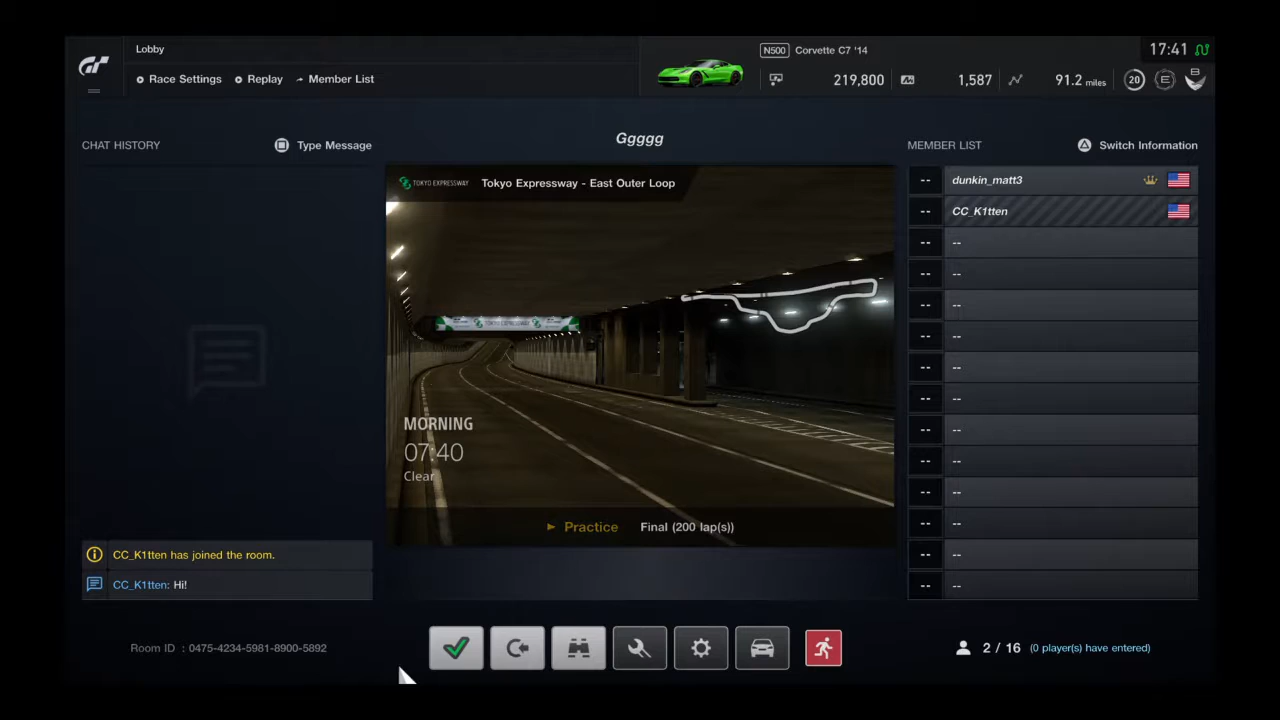 Lobby
Race Settings Replay Member List
N500 Corvette C7 '14
219,800 1,587 91.2 miles 20 E B
17:41
CHAT HISTORY Type Message
Ggggg
MEMBER LIST Switch Information
TOKYO EXPRESSWAY Tokyo Expressway - East Outer Loop
TOKYO EXPRESSWAY
MORNING
07:40
Clear
Practice Final (200 lap(s))
-- dunkin_matt3
-- CC_K1tten
-- --
-- --
-- --
-- --
-- --
-- --
-- --
-- --
-- --
-- --
-- --
-- --
CC_K1tten has joined the room.
CC_K1tten: Hi!
Room ID : 0475-4234-5981-8900-5892
2 / 16 (0 player(s) have entered)